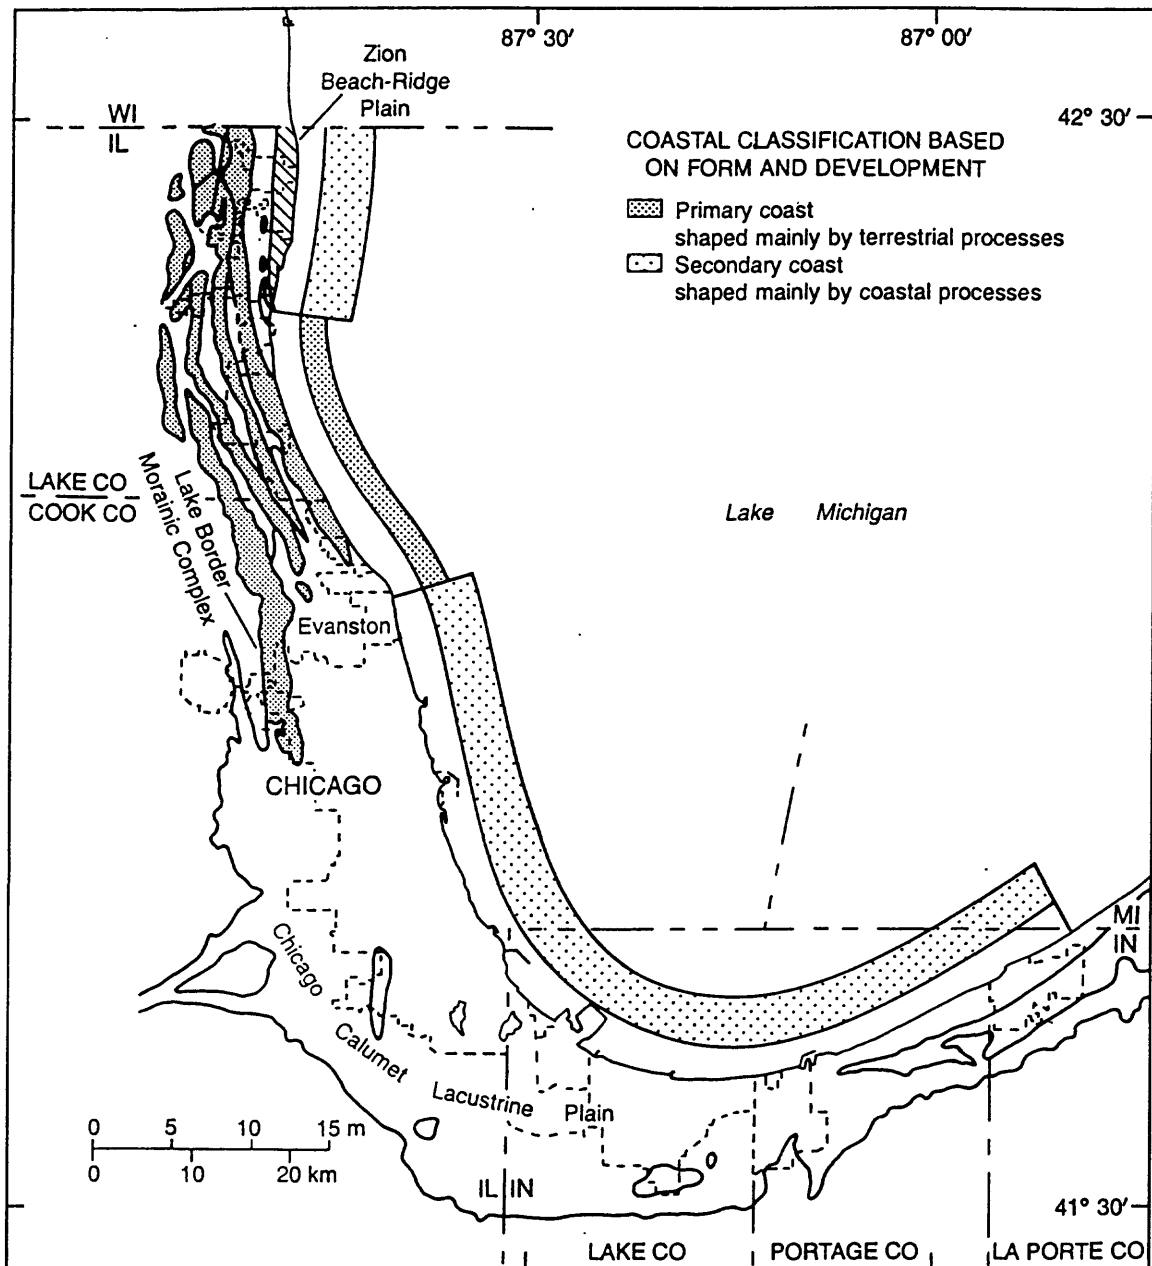 87° 30′
87° 00′
Zion
Beach-Ridge
Plain
WI
IL
42° 30′
COASTAL CLASSIFICATION BASED
ON FORM AND DEVELOPMENT
Primary coast
shaped mainly by terrestrial processes
Secondary coast
shaped mainly by coastal processes
LAKE CO
COOK CO
Lake Border
Morainic Complex
Lake Michigan
Evanston
CHICAGO
MI
IN
Chicago
Calumet
Lacustrine
Plain
0 5 10 15 m
0 10 20 km
IL IN
41° 30′
LAKE CO
PORTAGE CO
LA PORTE CO